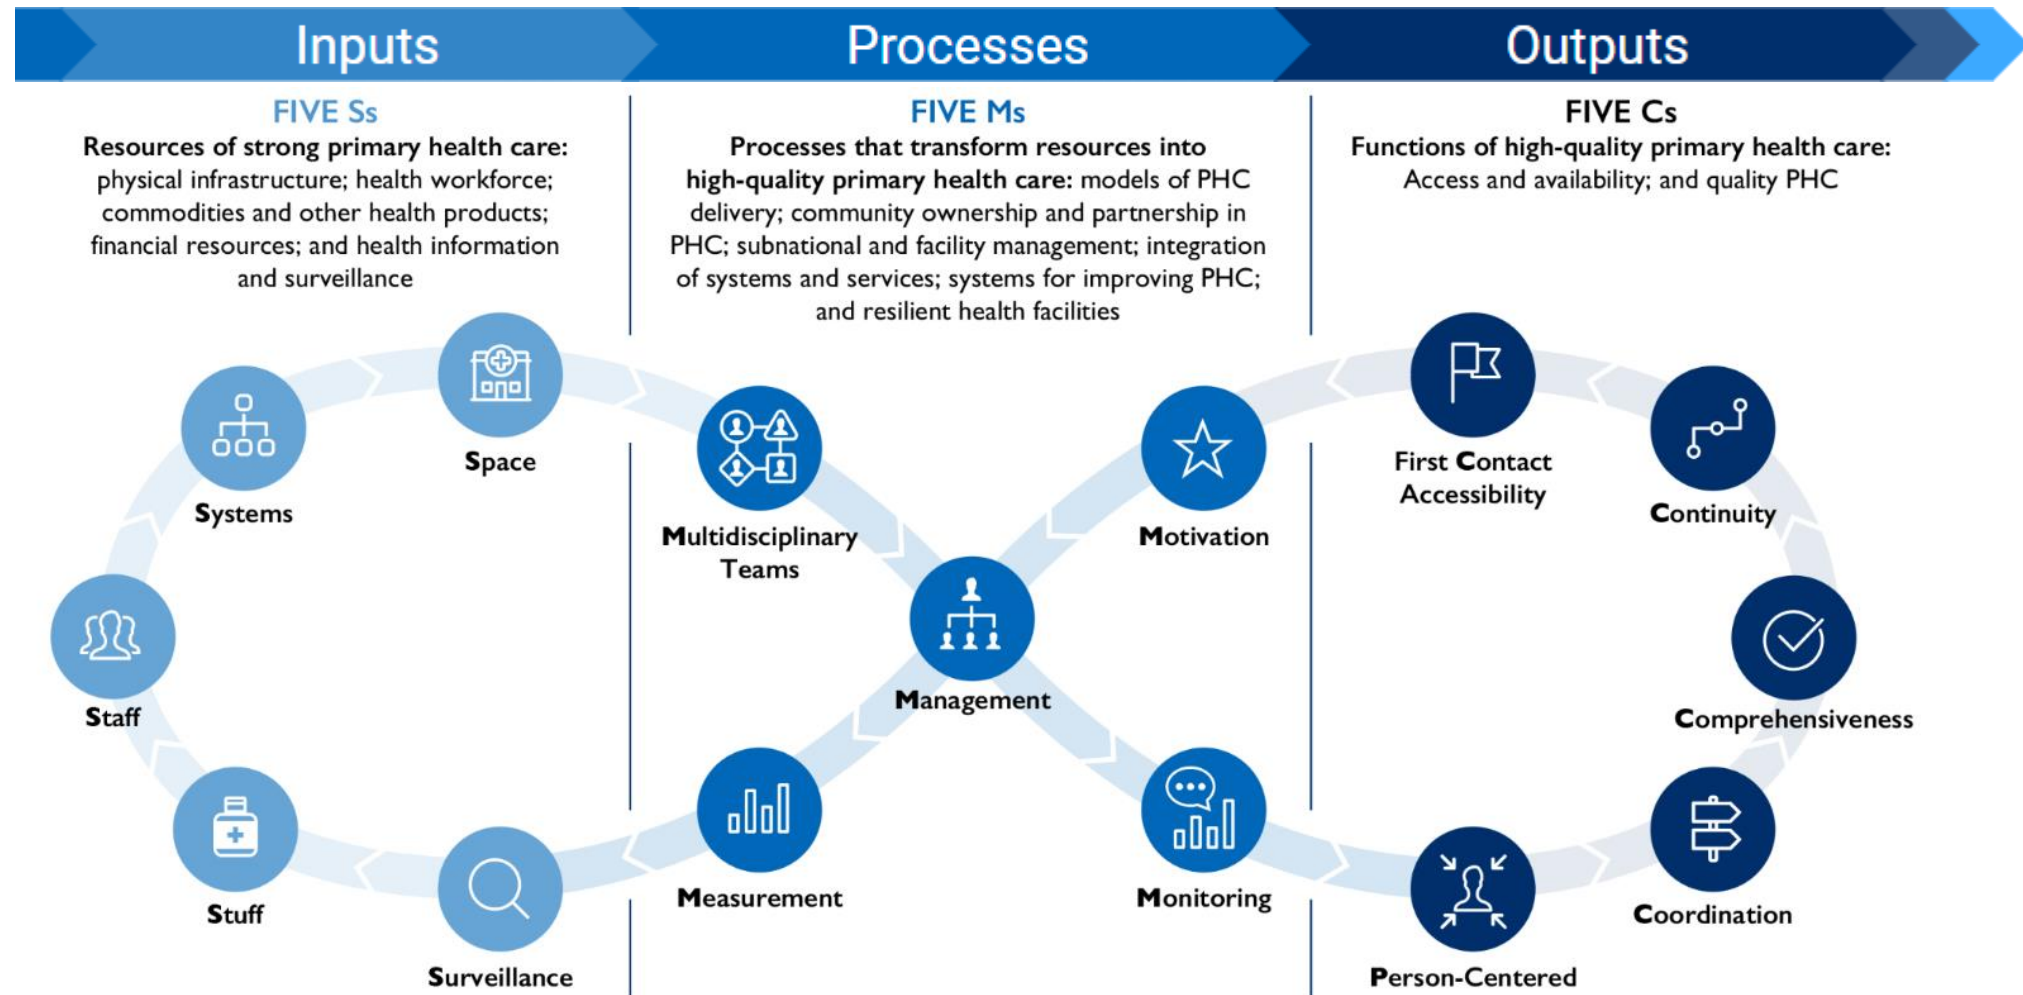 Inputs
Processes
Outputs
FIVE Ss
Resources of strong primary health care:
physical infrastructure; health workforce;
commodities and other health products;
financial resources; and health information
and surveillance
FIVE Ms
Processes that transform resources into
high-quality primary health care: models of PHC
delivery; community ownership and partnership in
PHC; subnational and facility management; integration
of systems and services; systems for improving PHC;
and resilient health facilities
FIVE Cs
Functions of high-quality primary health care:
Access and availability; and quality PHC
Space
Systems
Staff
Stuff
Surveillance
Multidisciplinary
Teams
Motivation
Management
Measurement
Monitoring
First Contact
Accessibility
Continuity
Comprehensiveness
Coordination
Person-Centered